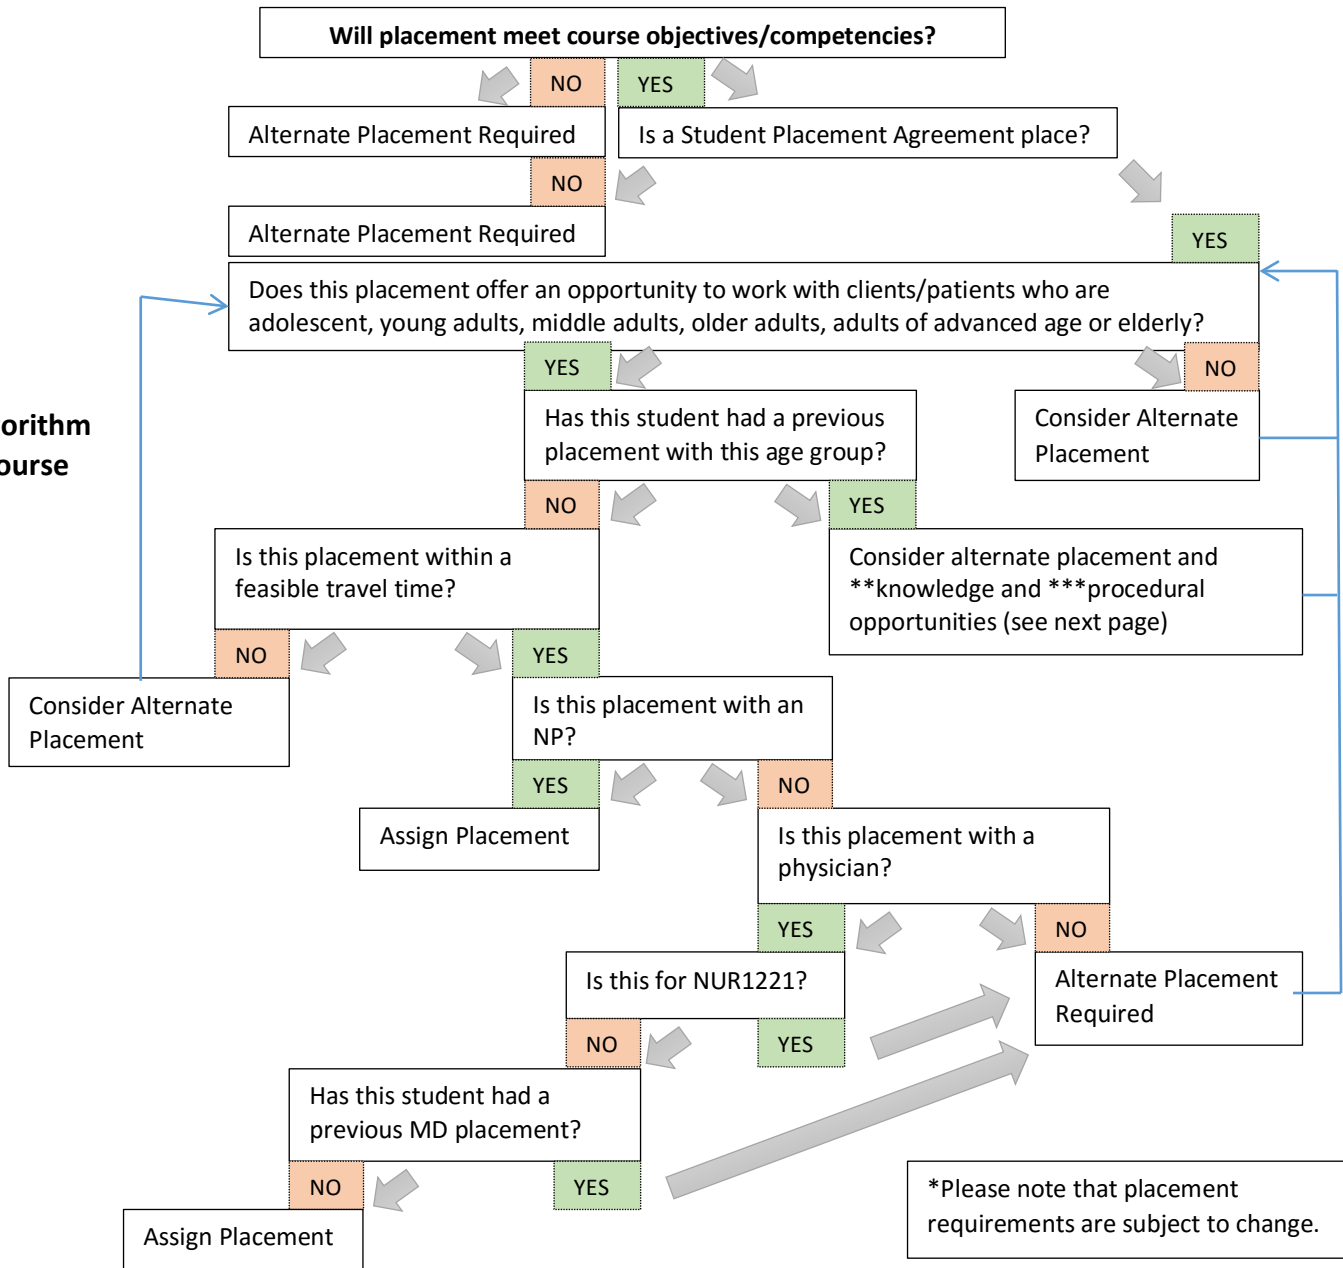 Will placement meet course objectives/competencies?
NO
YES
Alternate Placement Required
Is a Student Placement Agreement place?
NO
Alternate Placement Required
YES
Does this placement offer an opportunity to work with clients/patients who are
adolescent, young adults, middle adults, older adults, adults of advanced age or elderly?
YES
NO
Has this student had a previous
placement with this age group?
Consider Alternate
Placement
orithm
ourse
NO
YES
Is this placement within a
feasible travel time?
Consider alternate placement and
**knowledge and ***procedural
opportunities (see next page)
NO
YES
Consider Alternate
Placement
Is this placement with an
NP?
YES
NO
Assign Placement
Is this placement with a
physician?
YES
NO
Is this for NUR1221?
Alternate Placement
Required
NO
YES
Has this student had a
previous MD placement?
NO
YES
Assign Placement
*Please note that placement
requirements are subject to change.